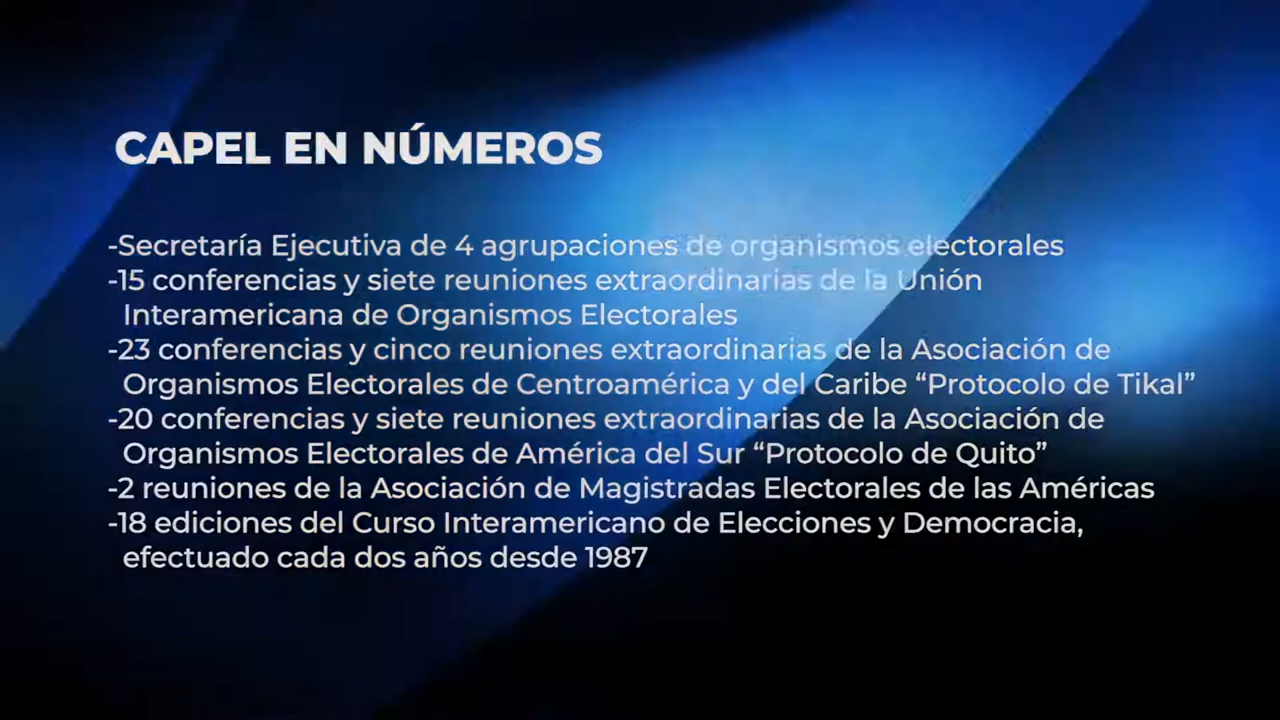 CAPEL EN NÚMEROS
-Secretaría Ejecutiva de 4 agrupaciones de organismos electorales
-15 conferencias y siete reuniones extraordinarias de la Unión
Interamericana de Organismos Electorales
-23 conferencias y cinco reuniones extraordinarias de la Asociación de
Organismos Electorales de Centroamérica y del Caribe “Protocolo de Tikal”
-20 conferencias y siete reuniones extraordinarias de la Asociación de
Organismos Electorales de América del Sur “Protocolo de Quito”
-2 reuniones de la Asociación de Magistradas Electorales de las Américas
-18 ediciones del Curso Interamericano de Elecciones y Democracia,
efectuado cada dos años desde 1987